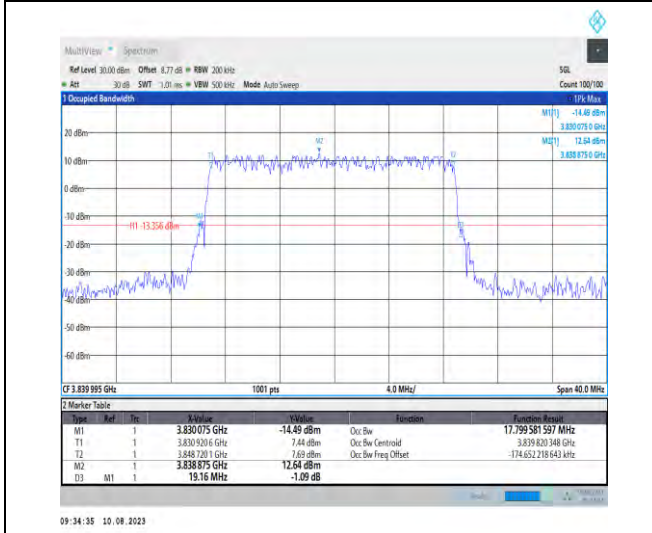 MultiView Spectrum
Ref Level 30.00 dBm Offset 8.77 dB RBW 200 kHz SGL
Att 30 dB SWT 1.01 ms VBW 500 kHz Mode Auto Sweep Count 100/100
1 Occupied Bandwidth 1Pk Max
M1[1] -14.49 dBm
3.830 075 0 GHz
M2[1] 12.64 dBm
3.838 875 0 GHz
20 dBm
M2
T1 T2
10 dBm
0 dBm
-10 dBm
H1 -13.356 dBm
-20 dBm
-30 dBm
-40 dBm
-50 dBm
-60 dBm
CF 3.839 995 GHz 1001 pts 4.0 MHz/ Span 40.0 MHz
2 Marker Table
Type Ref Trc X-Value Y-Value Function Function Result
M1 1 3.830 075 GHz -14.49 dBm Occ Bw 17.799 581 597 MHz
T1 1 3.830 920 6 GHz 7.44 dBm Occ Bw Centroid 3.839 820 348 GHz
T2 1 3.848 720 1 GHz 7.69 dBm Occ Bw Freq Offset -174.652 218 643 kHz
M2 1 3.838 875 GHz 12.64 dBm
D3 M1 1 19.16 MHz -1.09 dB
09:34:35 10.08.2023